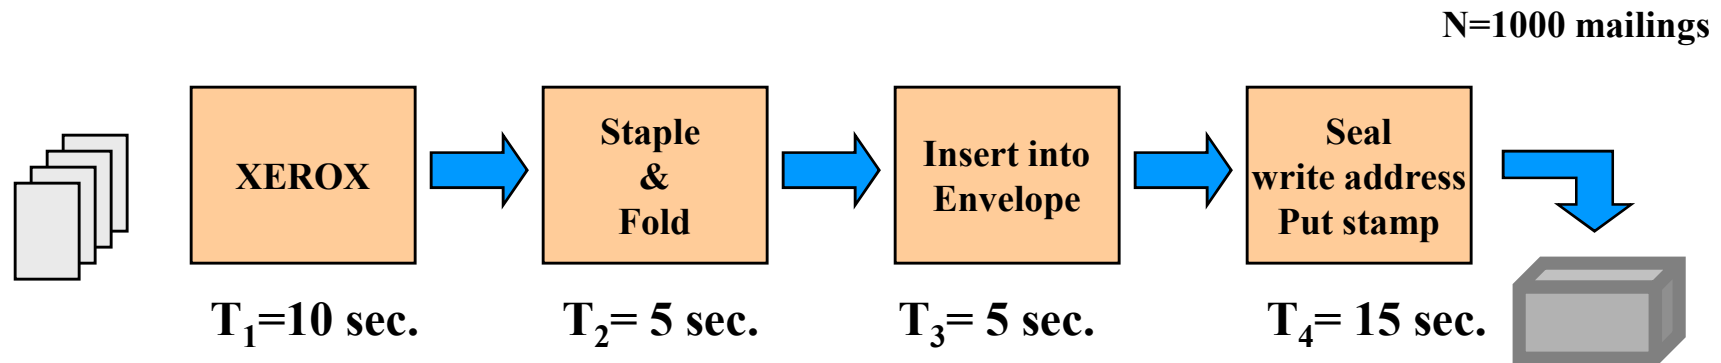 N=1000 mailings
XEROX
Staple
&
Fold
Insert into
Envelope
Seal
write address
Put stamp
T₁=10 sec.
T₂= 5 sec.
T₃= 5 sec.
T₄= 15 sec.